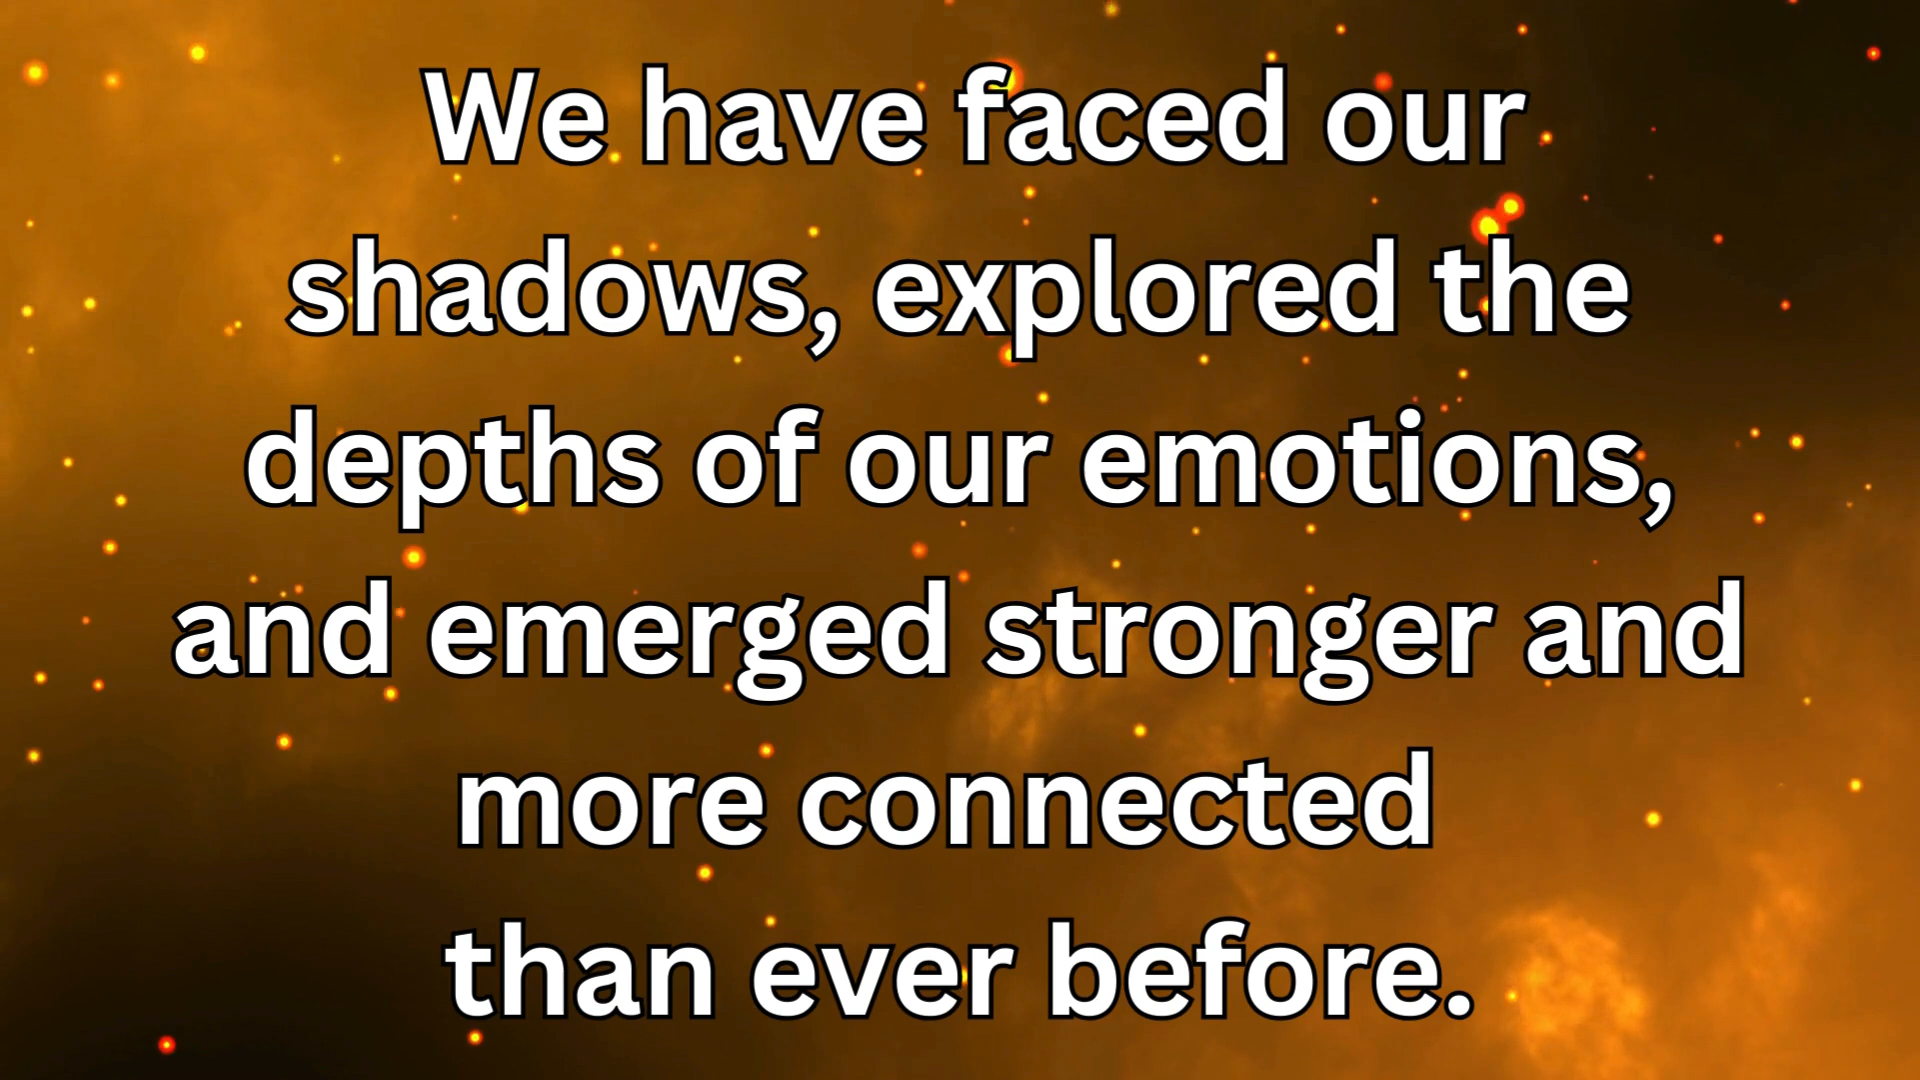 We have faced our
shadows, explored the
depths of our emotions,
and emerged stronger and
more connected
than ever before.